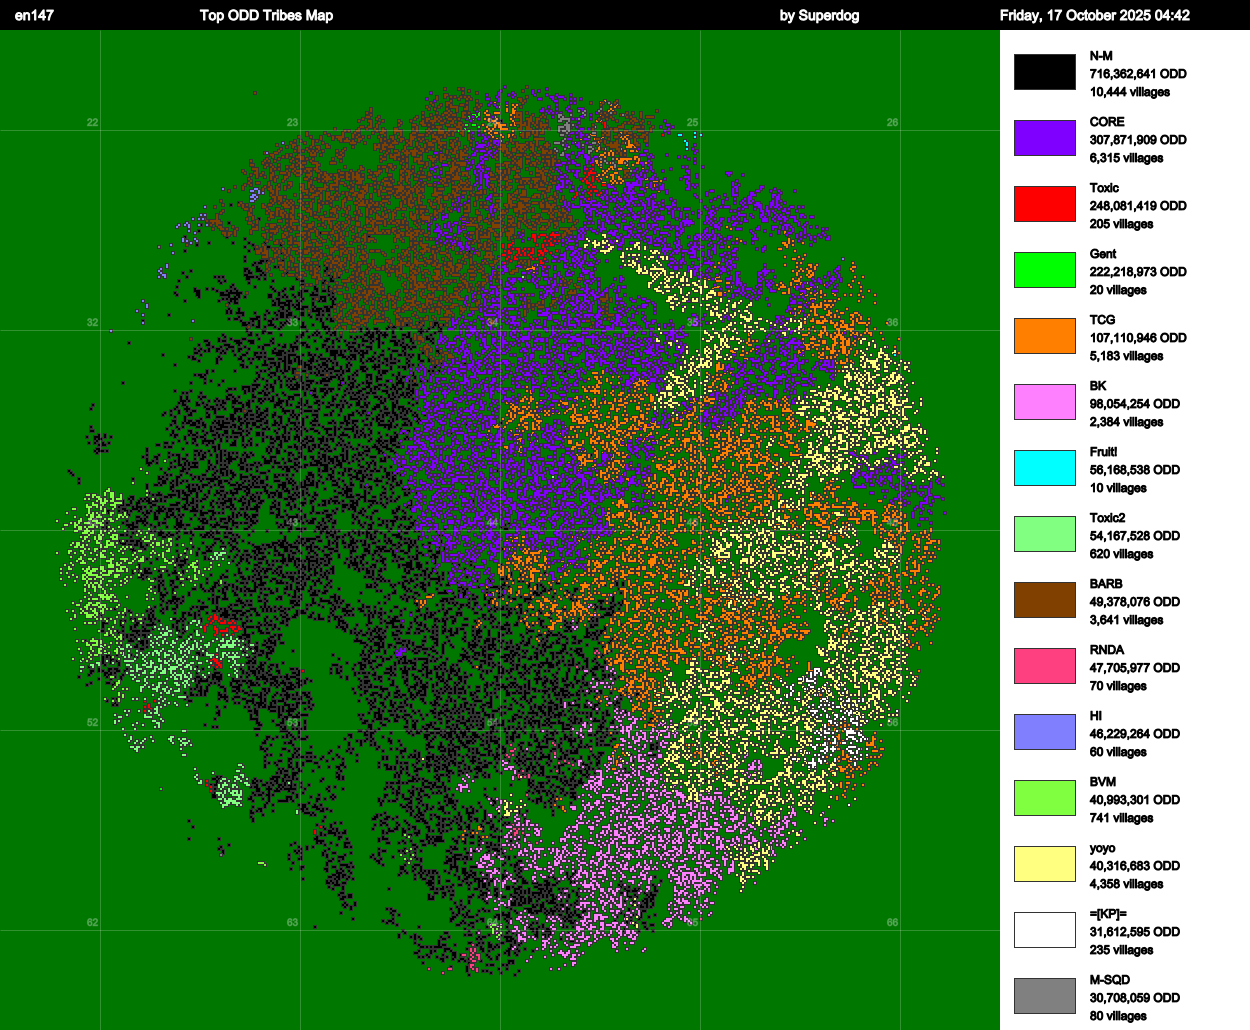 en147 Top ODD Tribes Map by Superdog Friday, 17 October 2025 04:42
N-M
716,362,641 ODD
10,444 villages
CORE
307,871,909 ODD
6,315 villages
Toxic
248,081,419 ODD
205 villages
Gent
222,218,973 ODD
20 villages
TCG
107,110,946 ODD
5,183 villages
BK
98,054,254 ODD
2,384 villages
Fruit!
56,168,538 ODD
10 villages
Toxic2
54,167,528 ODD
620 villages
BARB
49,378,076 ODD
3,641 villages
RNDA
47,705,977 ODD
70 villages
HI
46,229,264 ODD
60 villages
BVM
40,993,301 ODD
741 villages
yoyo
40,316,683 ODD
4,358 villages
=[KP]=
31,612,595 ODD
235 villages
M-SQD
30,708,059 ODD
80 villages
22 23 25 26
32 33 34 35 36
43 44
52 53 54
62 63 64 65 66